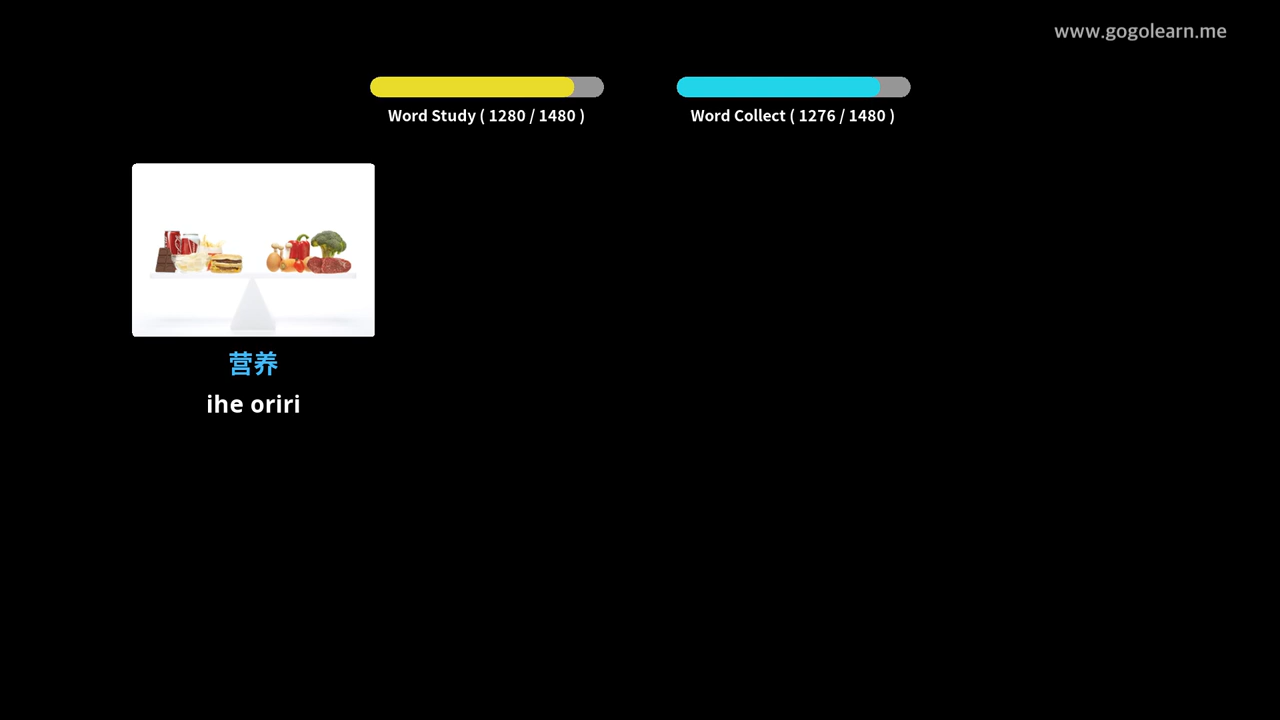 www.gogolearn.me
Word Study ( 1280 / 1480 )
Word Collect ( 1276 / 1480 )
营养
ihe oriri